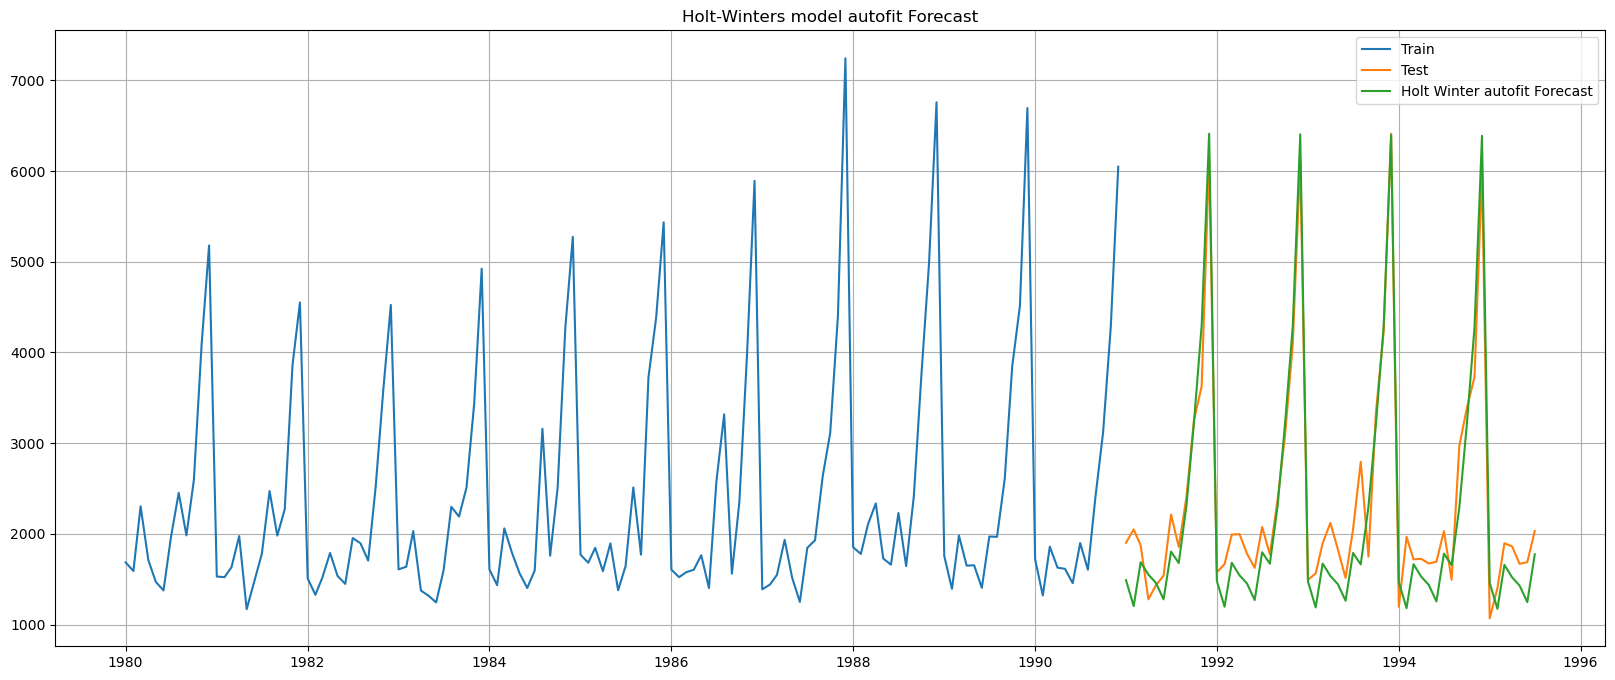 Holt-Winters model autofit Forecast
Train
Test
Holt Winter autofit Forecast
7000
6000
5000
4000
3000
2000
1000
1980 1982 1984 1986 1988 1990 1992 1994 1996